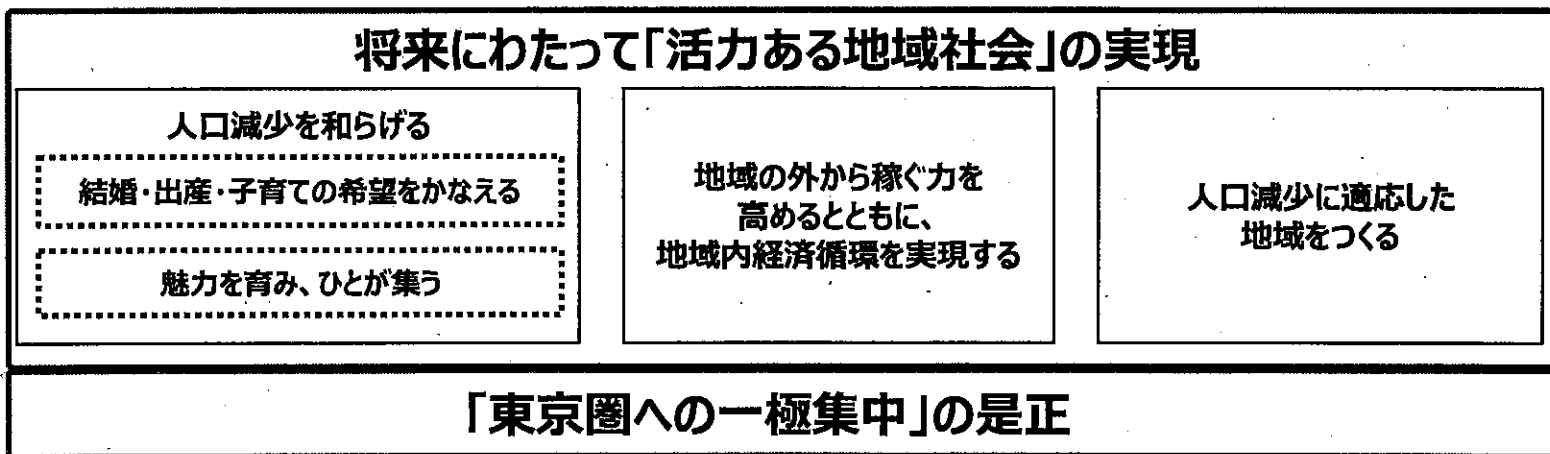 将来にわたって「活力ある地域社会」の実現
人口減少を和らげる
結婚・出産・子育ての希望をかなえる
魅力を育み、ひとが集う
地域の外から稼ぐ力を
高めるとともに、
地域内経済循環を実現する
人口減少に適応した
地域をつくる
「東京圏への一極集中」の是正